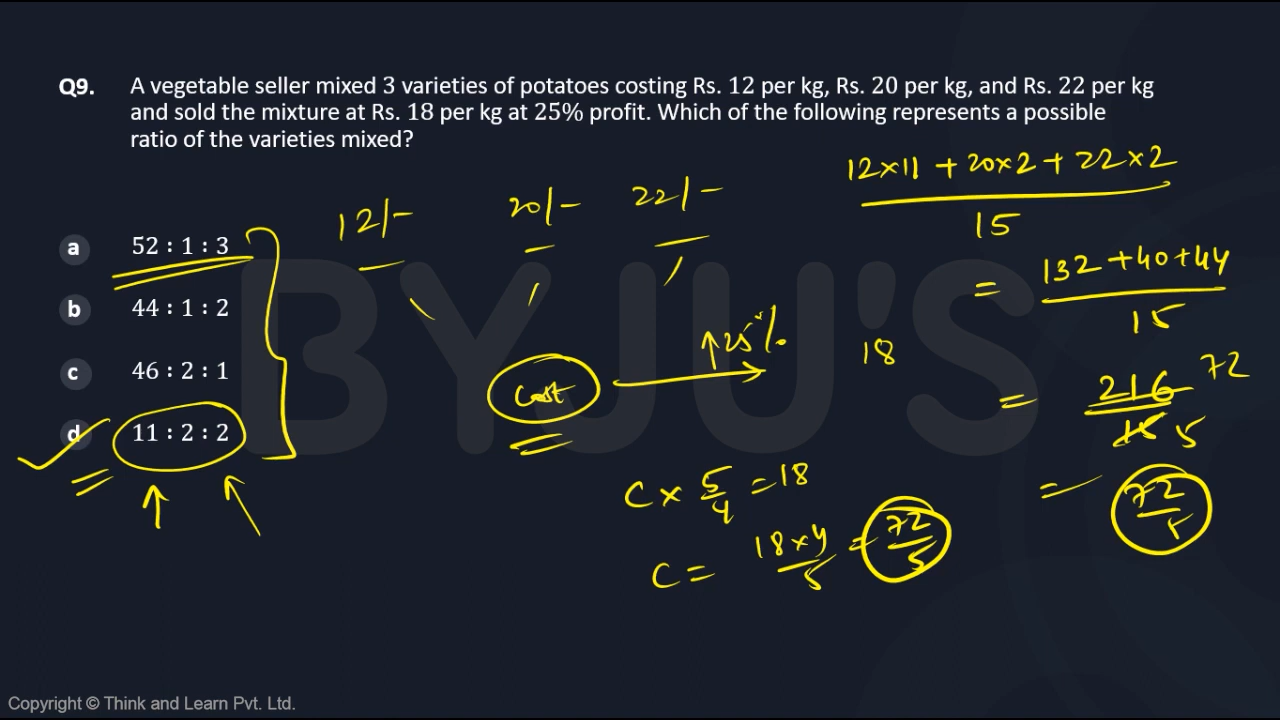 Q9. A vegetable seller mixed 3 varieties of potatoes costing Rs. 12 per kg, Rs. 20 per kg, and Rs. 22 per kg
and sold the mixture at Rs. 18 per kg at 25% profit. Which of the following represents a possible
ratio of the varieties mixed?
12×11 + 20×2 + 22×2
15
12/- 20/- 22/-
a 52 : 1 : 3
= 132 + 40 + 44
15
b 44 : 1 : 2
BYJU'S
↑25%. 18
c 46 : 2 : 1
cost
= 216 72
15 5
d 11 : 2 : 2
C × 5/4 = 18
= 72/5
C = 18×4/5 = 72/5
Copyright © Think and Learn Pvt. Ltd.